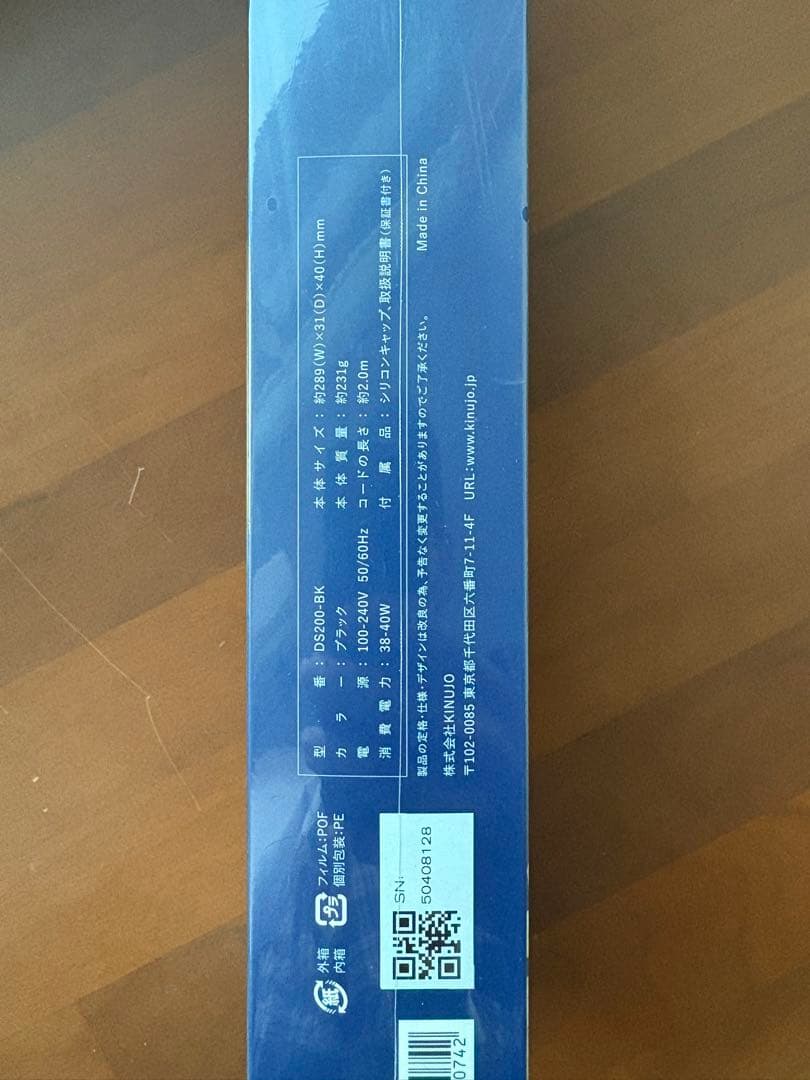 型 番 : DS200-BK
カ ラ ー : ブラック
電 源 : 100-240V 50/60Hz
消 費 電 力 : 38-40W
本 体 サ イ ズ : 約289(W)×31(D)×40(H)mm
本 体 質 量 : 約231g
コードの長さ : 約2.0m
付 属 品 : シリコンキャップ、取扱説明書(保証書付き)
製品の定格・仕様・デザインは改良の為、予告なく変更することがありますのでご了承ください。 Made in China
株式会社KINUJO
〒102-0085 東京都千代田区六番町7-11-4F URL:www.kinujo.jp
紙
外箱
内箱
プラ
フィルム:POF
個別包装:PE
SN:
50408128
0742